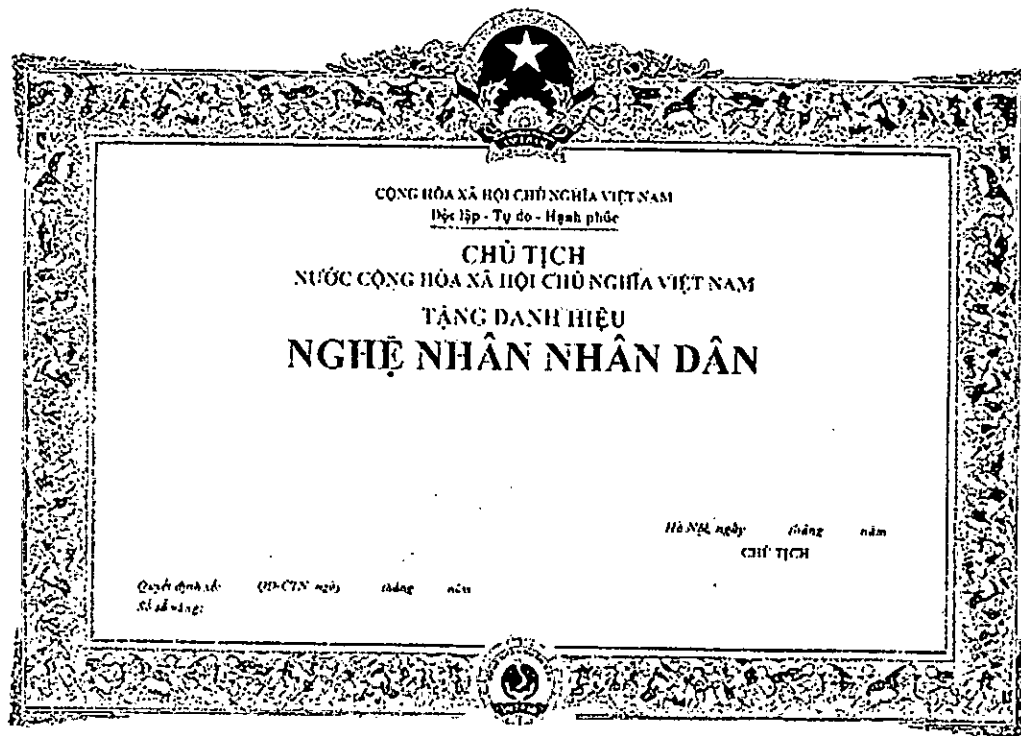 CỘNG HÒA XÃ HỘI CHỦ NGHĨA VIỆT NAM
Độc lập - Tự do - Hạnh phúc
CHỦ TỊCH
NƯỚC CỘNG HÒA XÃ HỘI CHỦ NGHĨA VIỆT NAM
TẶNG DANH HIỆU
NGHỆ NHÂN NHÂN DÂN
Hà Nội, ngày tháng năm
CHỦ TỊCH
Quyết định số: QĐ-CTN ngày tháng năm
Số sổ vàng: